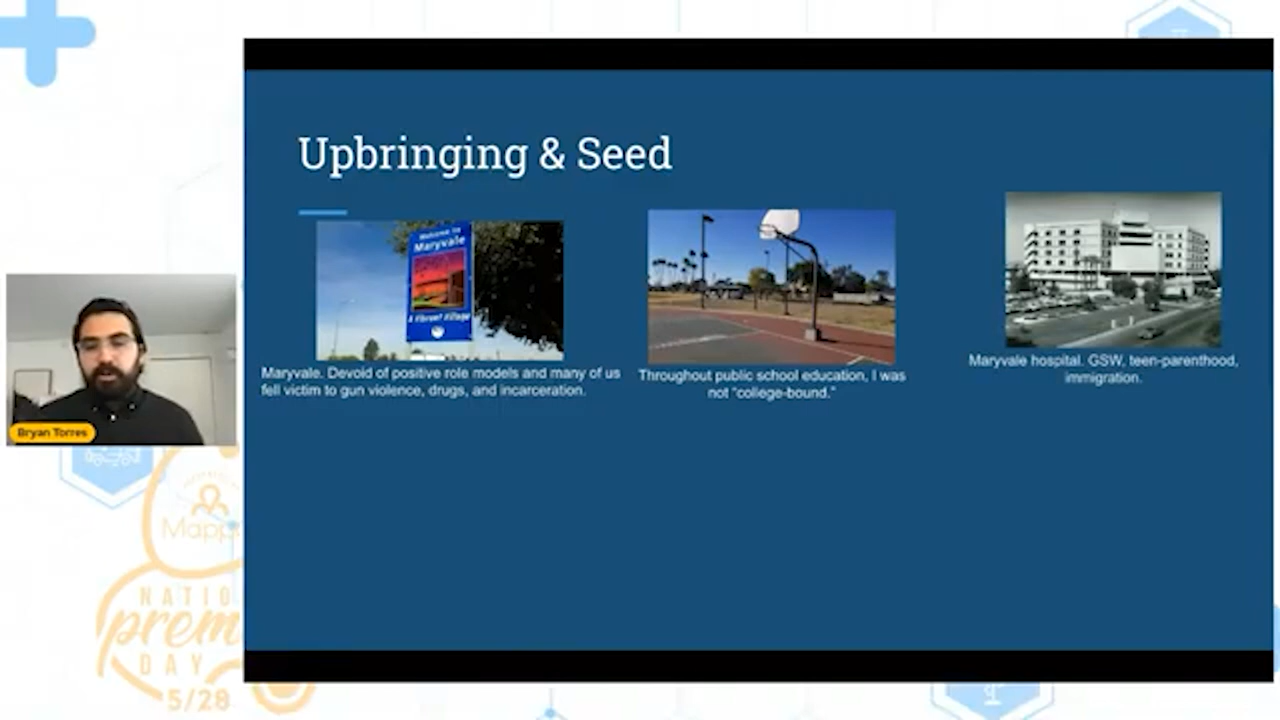 Upbringing & Seed
Welcome to
Maryvale
A Vibrant Village
Maryvale. Devoid of positive role models and many of us
fell victim to gun violence, drugs, and incarceration.
Throughout public school education, I was
not “college-bound.”
Maryvale hospital. GSW, teen-parenthood,
immigration.
Bryan Torres
Mapp
NATIO
prem
DAY
5/28